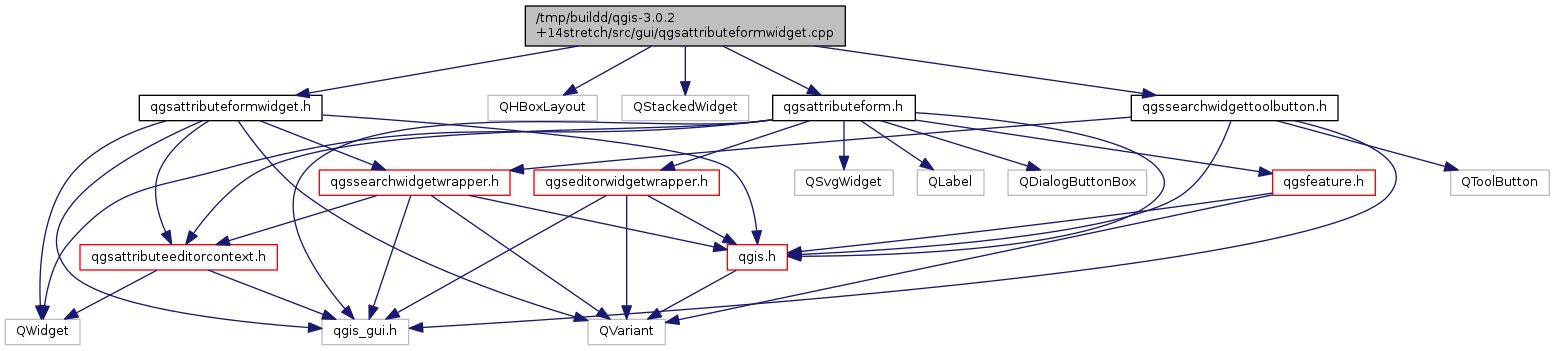 /tmp/buildd/qgis-3.0.2
+14stretch/src/gui/qgsattributeformwidget.cpp
qgsattributeformwidget.h
QHBoxLayout
QStackedWidget
qgsattributeform.h
qgssearchwidgettoolbutton.h
qgssearchwidgetwrapper.h
qgseditorwidgetwrapper.h
QSvgWidget
QLabel
QDialogButtonBox
qgsfeature.h
QToolButton
qgsattributeeditorcontext.h
qgis.h
QWidget
qgis_gui.h
QVariant